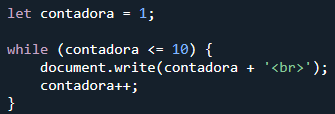 let contadora = 1;
while (contadora <= 10) {
    document.write(contadora + '<br>');
    contadora++;
}